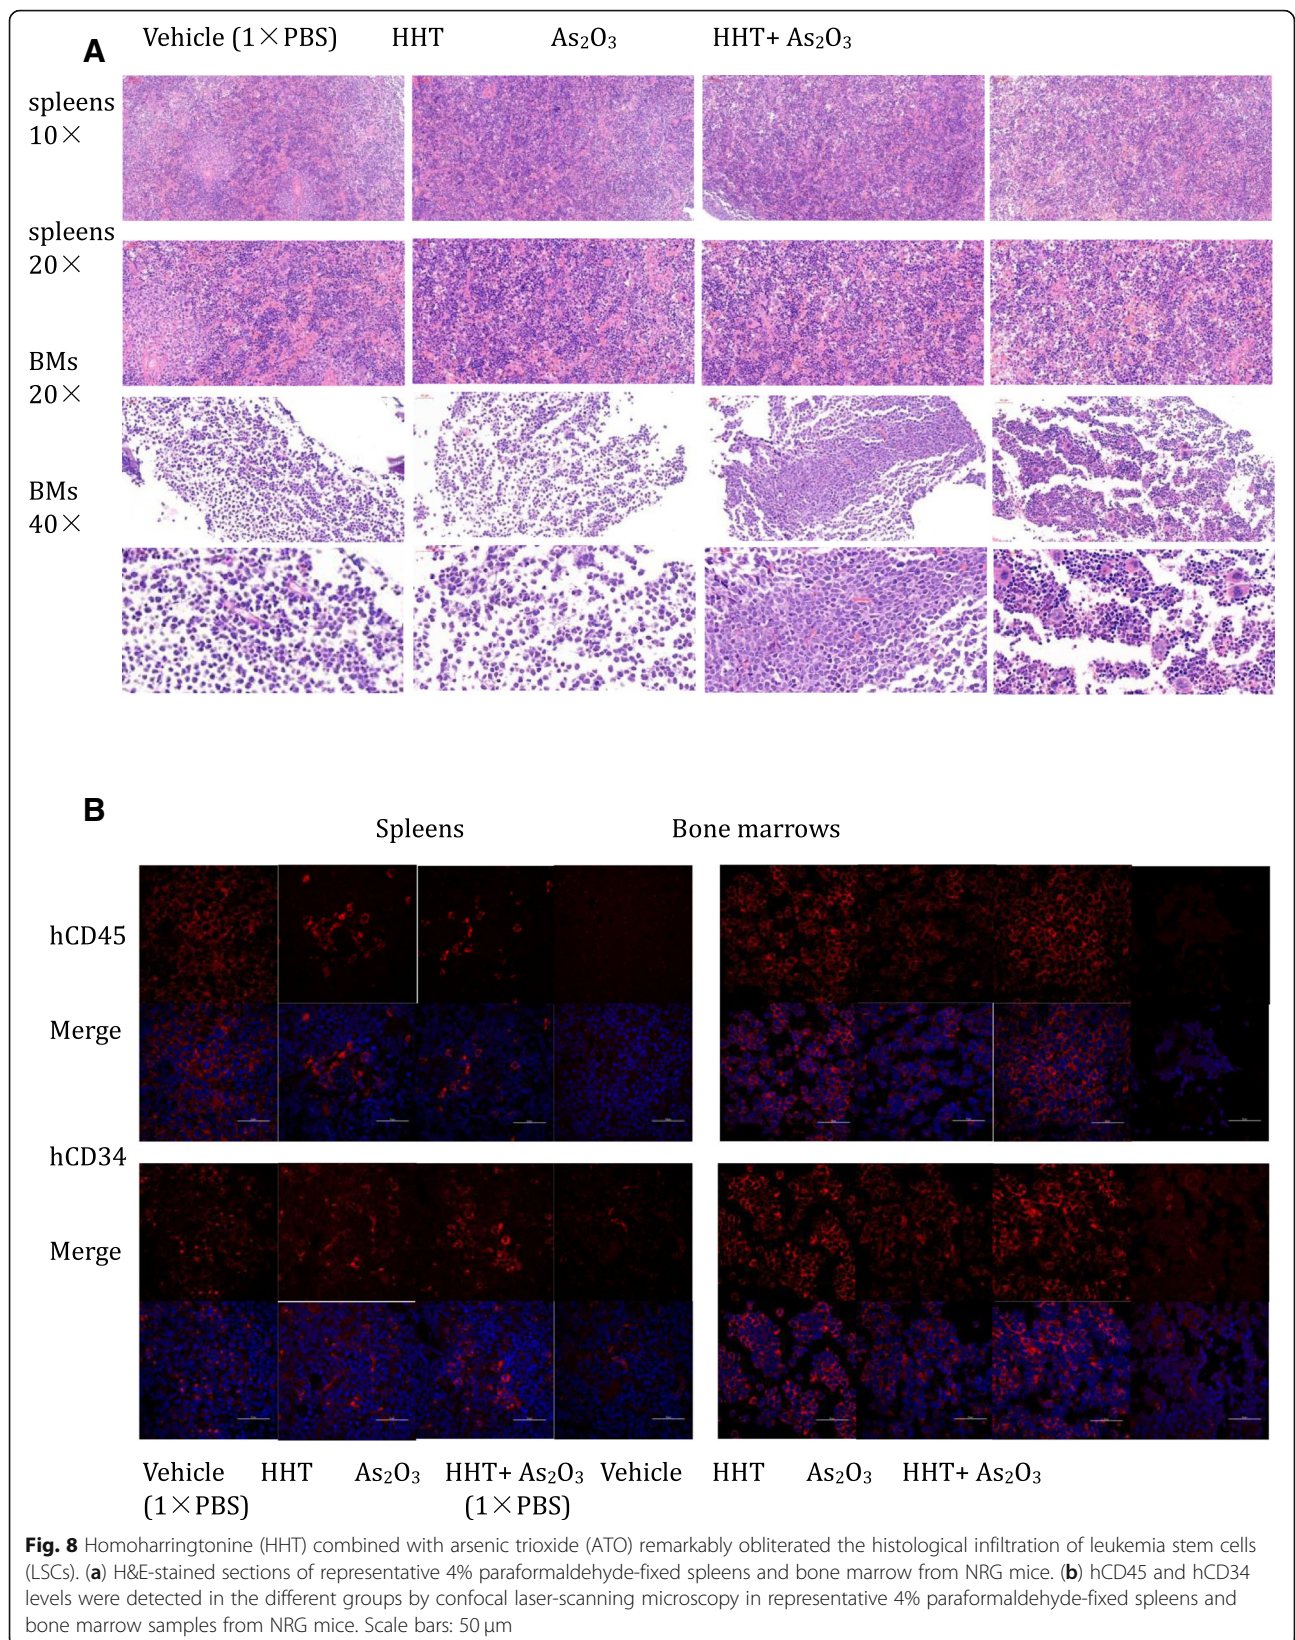 A
Vehicle (1×PBS) HHT As₂O₃ HHT+ As₂O₃
spleens
10×
spleens
20×
BMs
20×
BMs
40×
B
Spleens Bone marrows
hCD45
Merge
hCD34
Merge
Vehicle HHT As₂O₃ HHT+ As₂O₃ Vehicle HHT As₂O₃ HHT+ As₂O₃
(1×PBS) (1×PBS)
Fig. 8 Homoharringtonine (HHT) combined with arsenic trioxide (ATO) remarkably obliterated the histological infiltration of leukemia stem cells
(LSCs). (a) H&E-stained sections of representative 4% paraformaldehyde-fixed spleens and bone marrow from NRG mice. (b) hCD45 and hCD34
levels were detected in the different groups by confocal laser-scanning microscopy in representative 4% paraformaldehyde-fixed spleens and
bone marrow samples from NRG mice. Scale bars: 50 μm